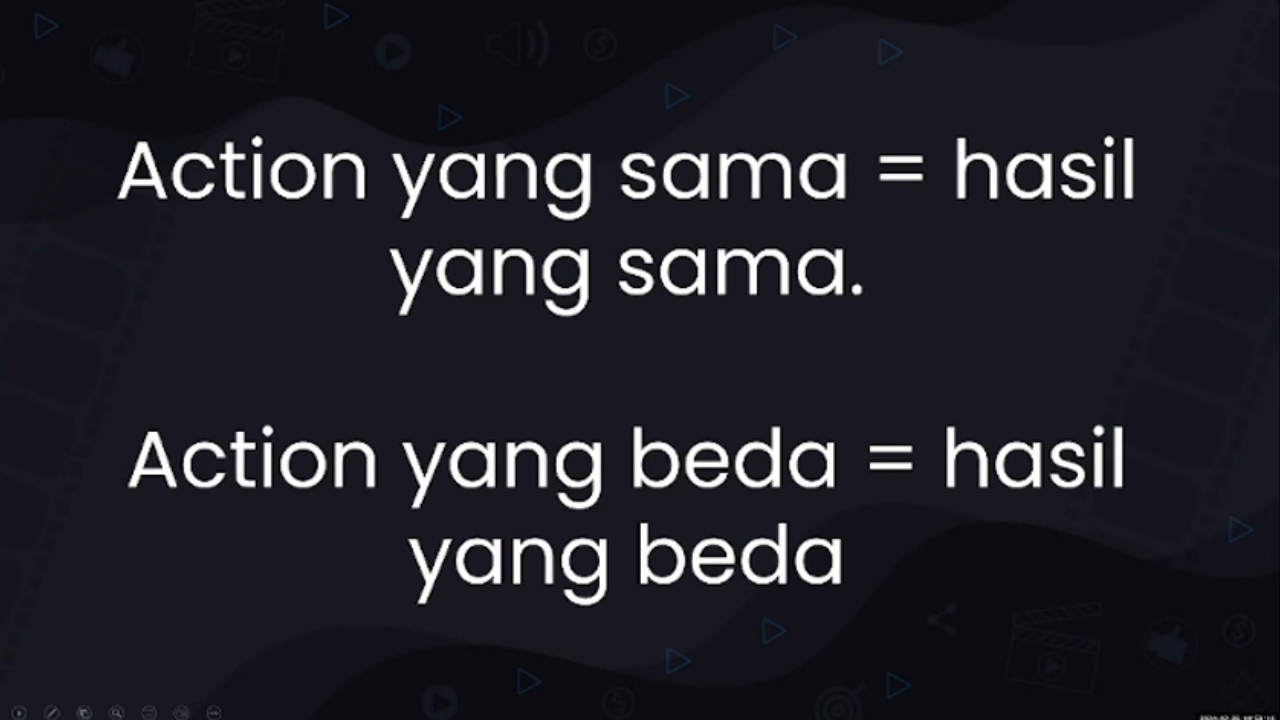 Action yang sama = hasil
yang sama.
Action yang beda = hasil
yang beda